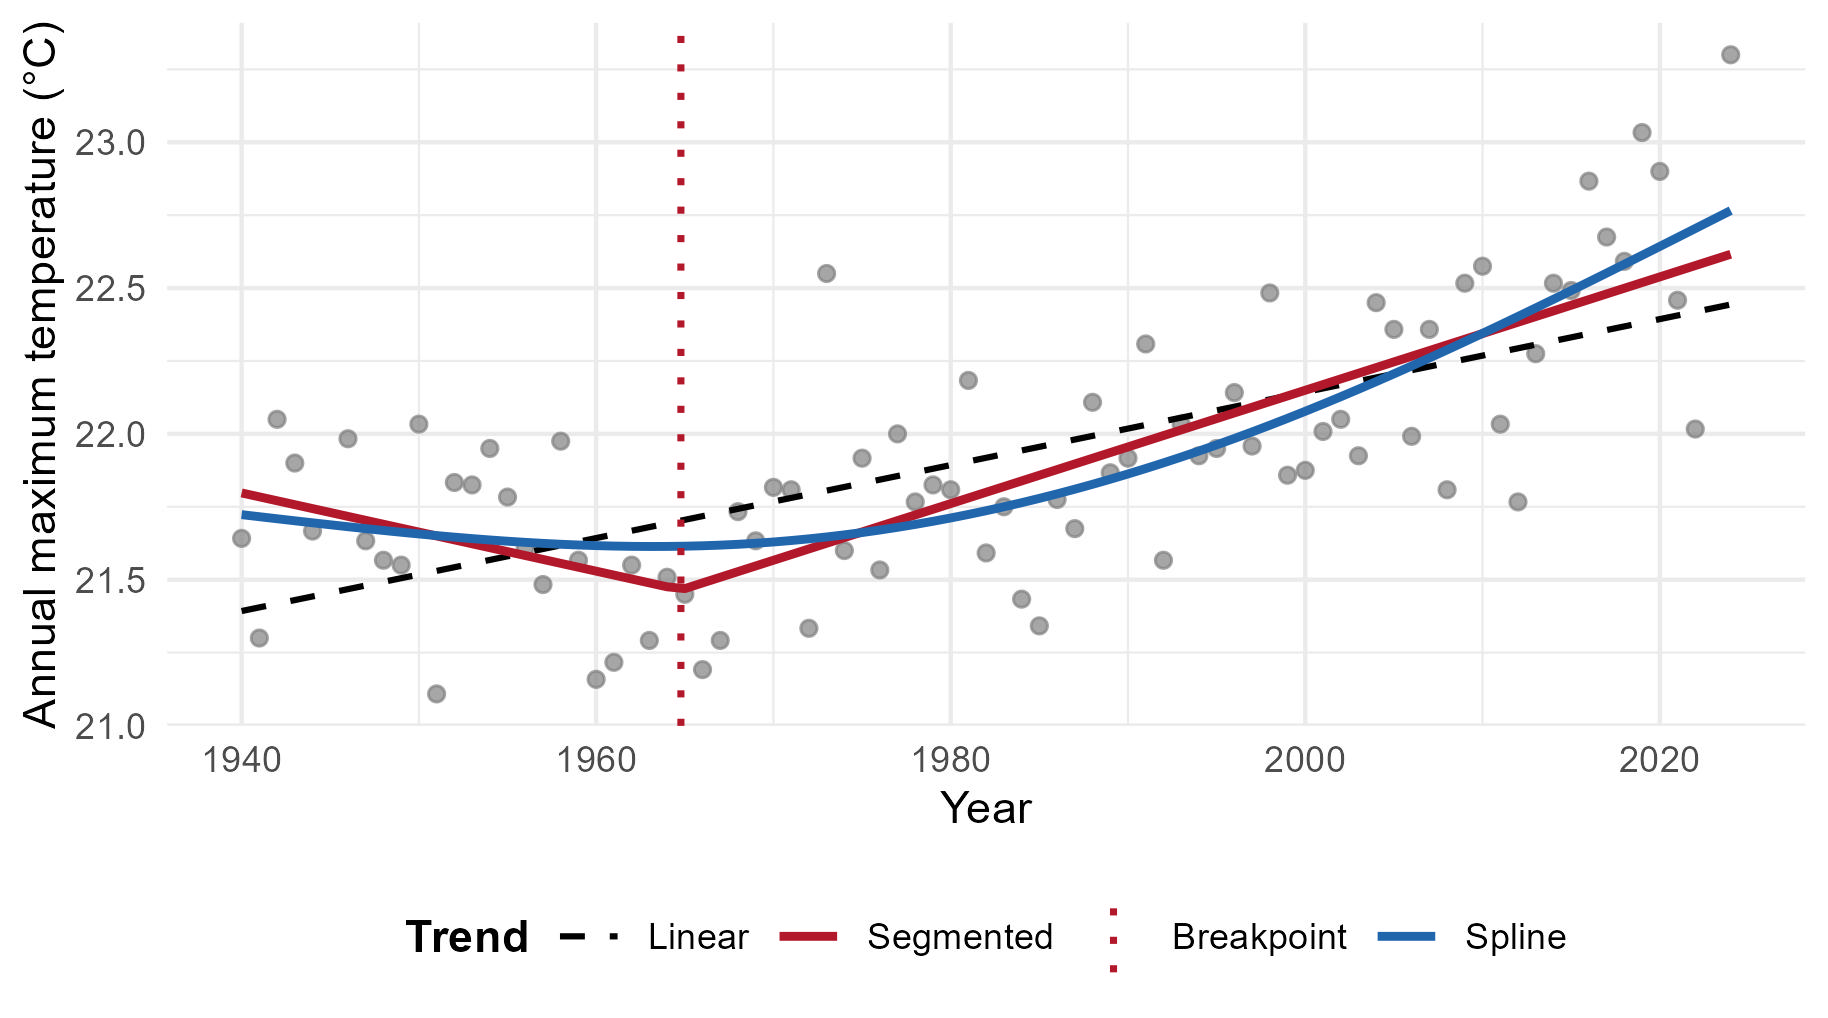 Annual maximum temperature (°C)
23.0
22.5
22.0
21.5
21.0
1940 1960 1980 2000 2020
Year
Trend Linear Segmented Breakpoint Spline